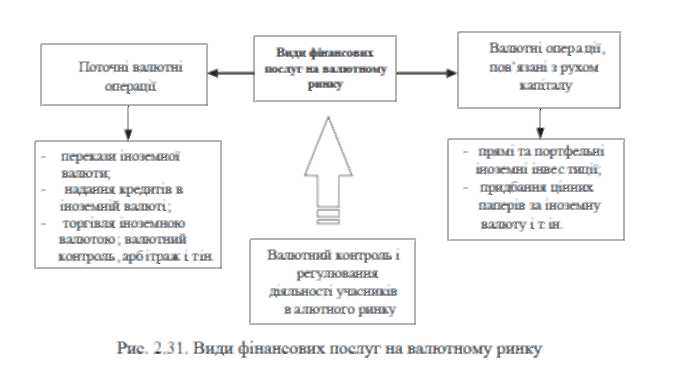 Види фінансових
послуг на валютному
ринку
Поточні валютні
операції
Валютні операції,
пов'язані з рухом
капіталу
- перекази іноземної
валюти;
- надання кредитів в
іноземній валюті;
- торгівля іноземною
валютою; валютний
контроль, арбітраж і т.ін.
- прямі та портфельні
іноземні інвестиції;
- придбання цінних
паперів за іноземну
валюту і т. ін.
Валютний контроль і
регулювання
діяльності учасників
валютного ринку
Рис. 2.31. Види фінансових послуг на валютному ринку